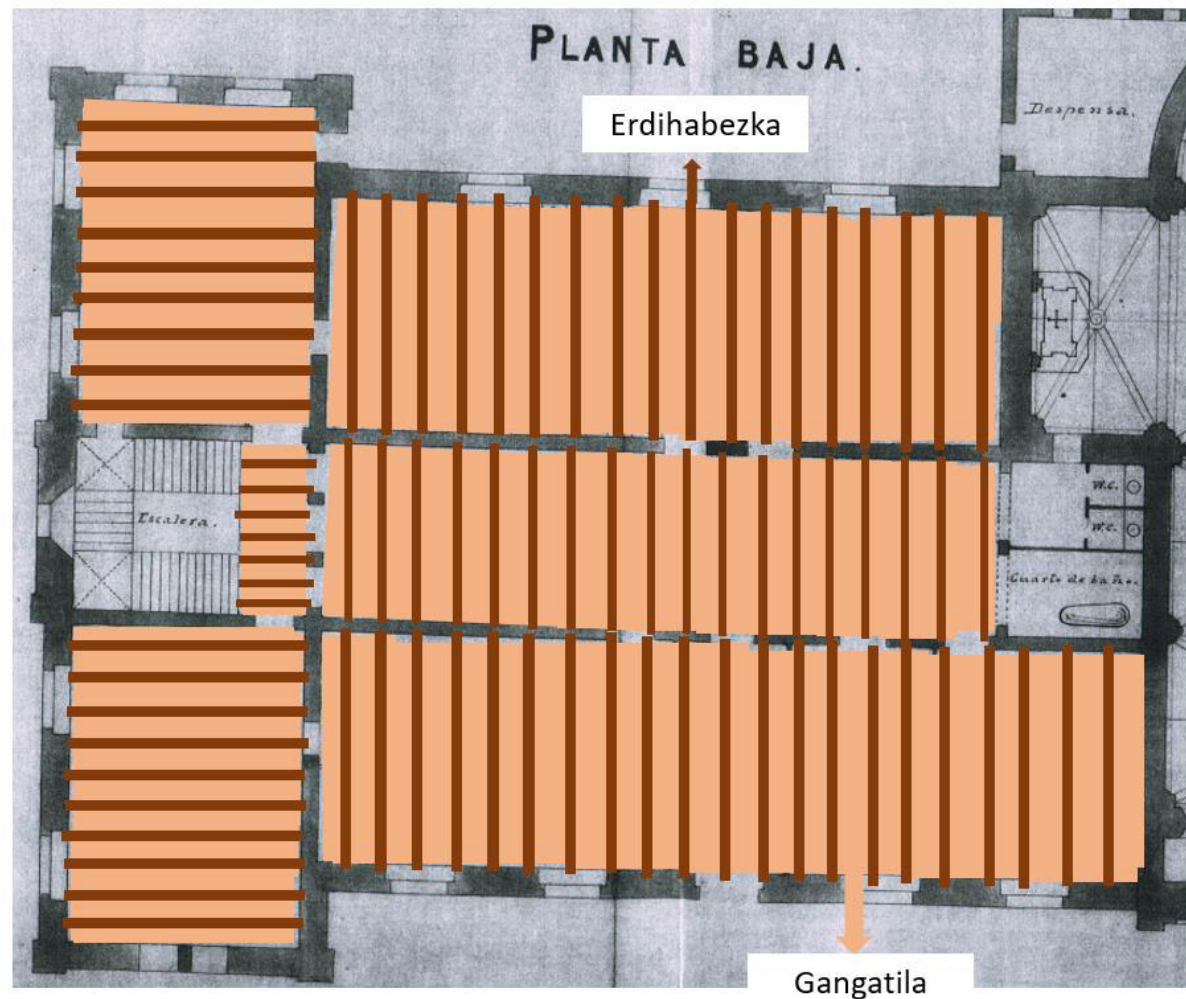 PLANTA BAJA.
Erdihabezka
Despensa.
Escalera.
W.C.
W.C.
Cuarto de baño.
Gangatila